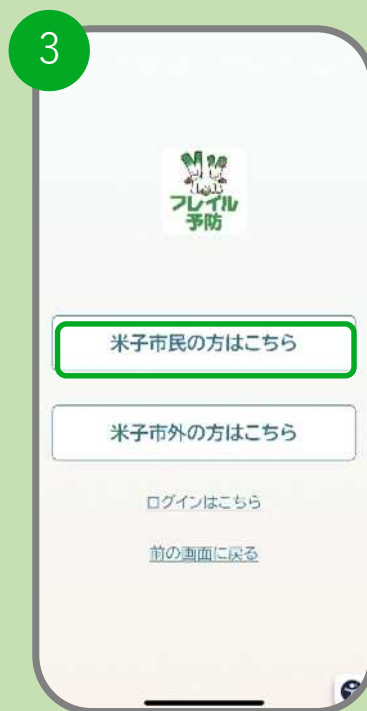 3
フレイル
予防
米子市民の方はこちら
米子市外の方はこちら
ログインはこちら
前の画面に戻る